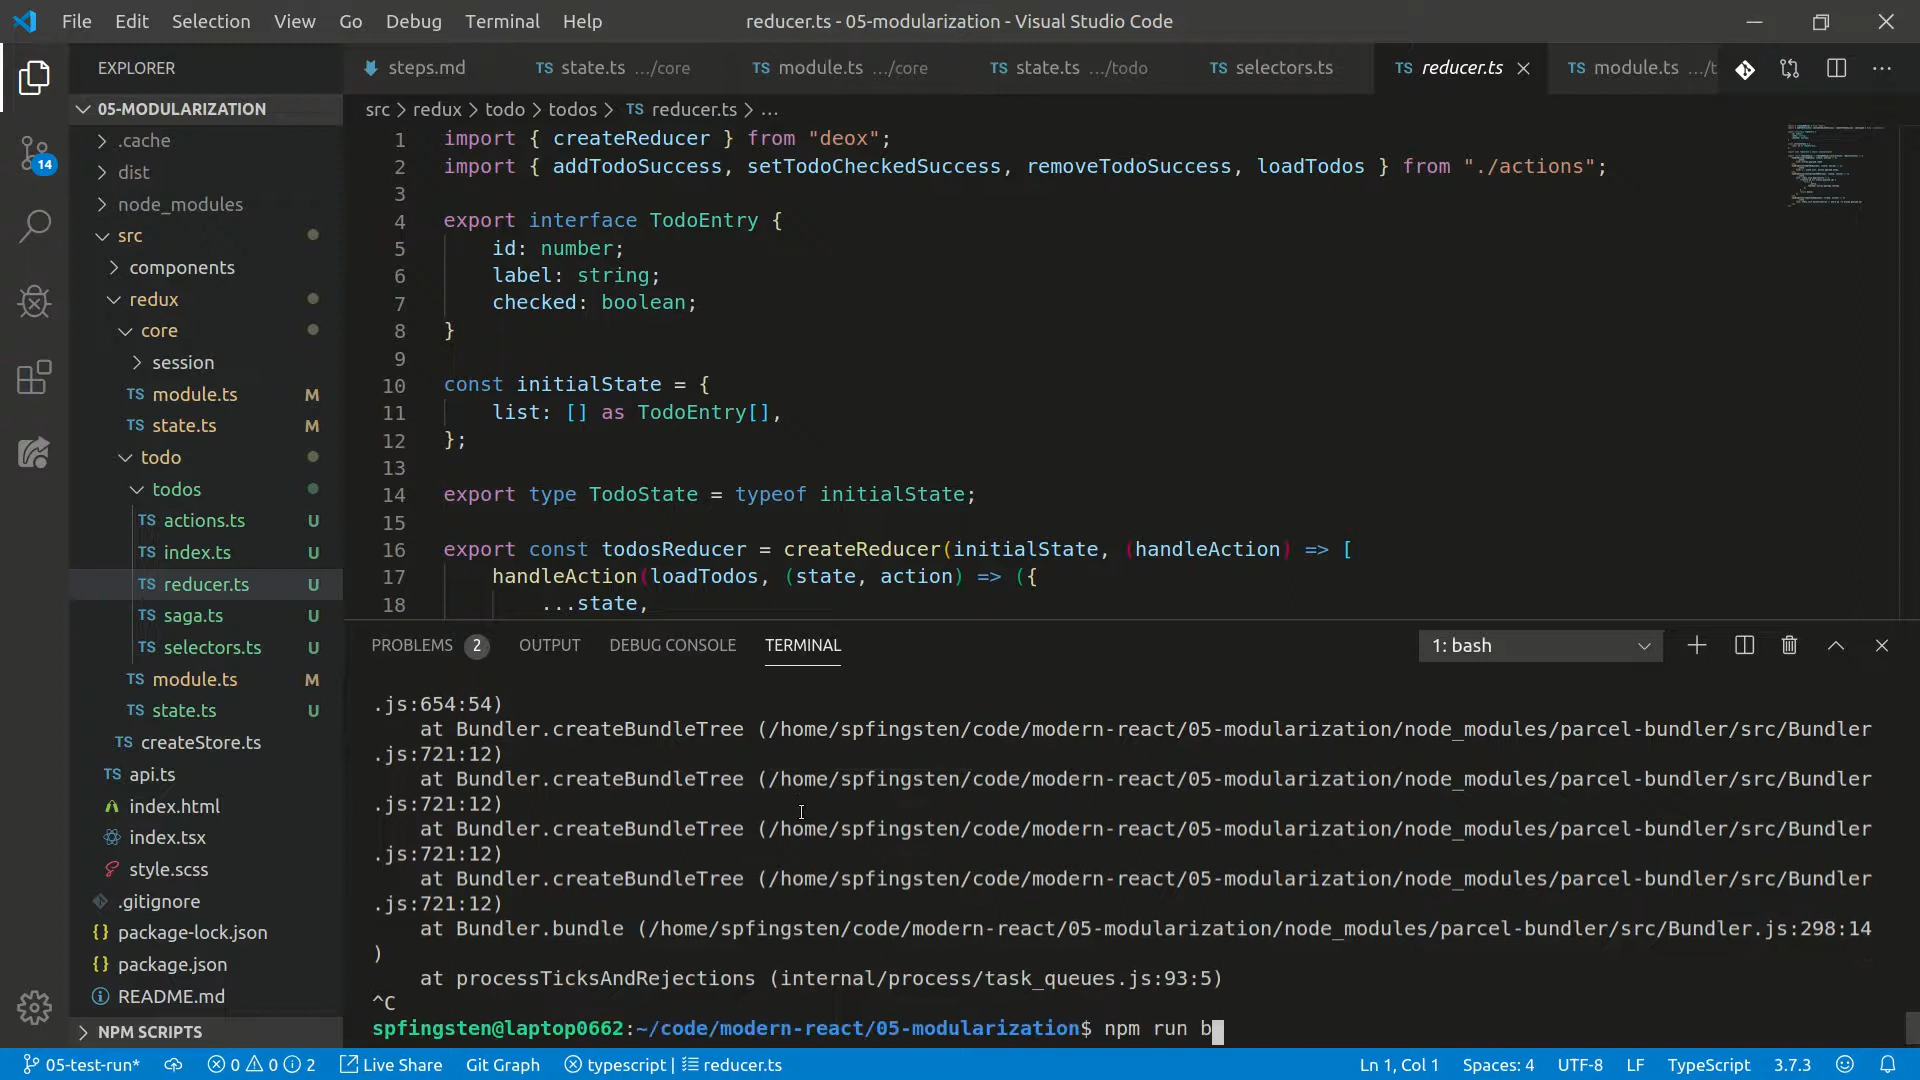 File Edit Selection View Go Debug Terminal Help
reducer.ts - 05-modularization - Visual Studio Code
EXPLORER
05-MODULARIZATION
.cache
dist
node_modules
src
components
redux
core
session
TS module.ts M
TS state.ts M
todo
todos
TS actions.ts U
TS index.ts U
TS reducer.ts U
TS saga.ts U
TS selectors.ts U
TS module.ts M
TS state.ts U
TS createStore.ts
TS api.ts
index.html
index.tsx
style.scss
.gitignore
{} package-lock.json
{} package.json
README.md
NPM SCRIPTS
14
steps.md TS state.ts .../core TS module.ts .../core TS state.ts .../todo TS selectors.ts TS reducer.ts TS module.ts .../t
src > redux > todo > todos > TS reducer.ts > ...
1 import { createReducer } from "deox";
2 import { addTodoSuccess, setTodoCheckedSuccess, removeTodoSuccess, loadTodos } from "./actions";
3
4 export interface TodoEntry {
5 id: number;
6 label: string;
7 checked: boolean;
8 }
9
10 const initialState = {
11 list: [] as TodoEntry[],
12 };
13
14 export type TodoState = typeof initialState;
15
16 export const todosReducer = createReducer(initialState, (handleAction) => [
17 handleAction(loadTodos, (state, action) => ({
18 ...state,
PROBLEMS 2 OUTPUT DEBUG CONSOLE TERMINAL 1: bash
.js:654:54)
at Bundler.createBundleTree (/home/spfingsten/code/modern-react/05-modularization/node_modules/parcel-bundler/src/Bundler
.js:721:12)
at Bundler.createBundleTree (/home/spfingsten/code/modern-react/05-modularization/node_modules/parcel-bundler/src/Bundler
.js:721:12)
at Bundler.createBundleTree (/home/spfingsten/code/modern-react/05-modularization/node_modules/parcel-bundler/src/Bundler
.js:721:12)
at Bundler.createBundleTree (/home/spfingsten/code/modern-react/05-modularization/node_modules/parcel-bundler/src/Bundler
.js:721:12)
at Bundler.bundle (/home/spfingsten/code/modern-react/05-modularization/node_modules/parcel-bundler/src/Bundler.js:298:14
)
at processTicksAndRejections (internal/process/task_queues.js:93:5)
^C
spfingsten@laptop0662:~/code/modern-react/05-modularization$ npm run b
05-test-run* 0 0 2 Live Share Git Graph typescript | reducer.ts Ln 1, Col 1 Spaces: 4 UTF-8 LF TypeScript 3.7.3